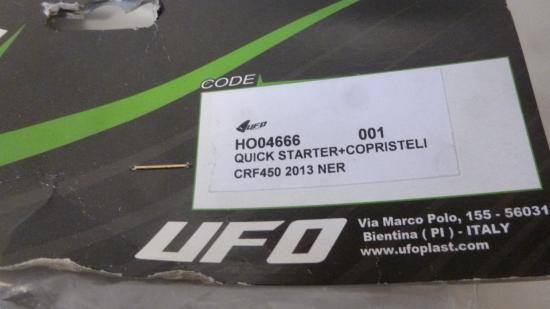 CODE
UFO
HO04666 001
QUICK STARTER+COPRISTELI
CRF450 2013 NER
UFO
Via Marco Polo, 155 - 56031
Bientina ( PI ) - ITALY
www.ufoplast.com